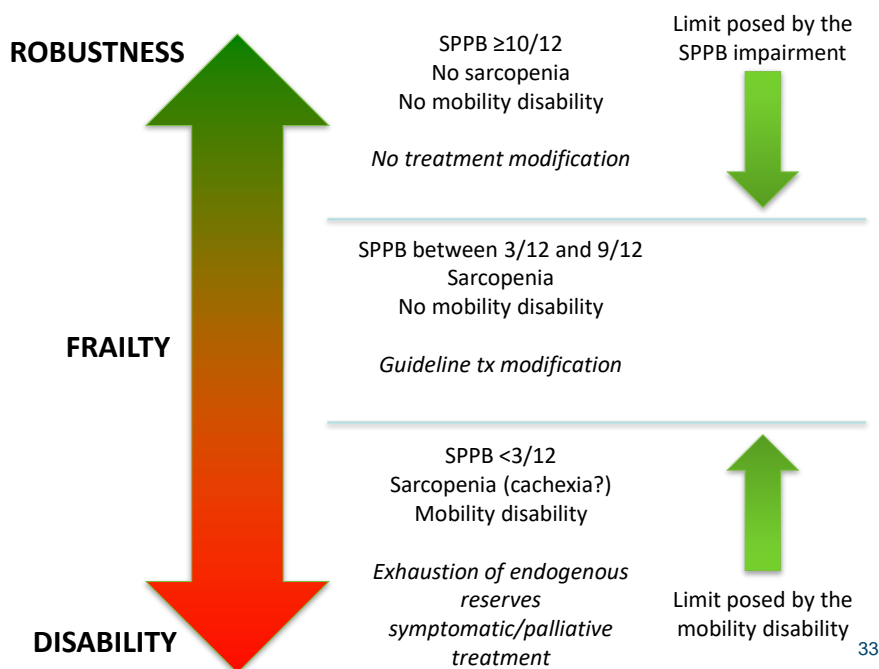 ROBUSTNESS
SPPB ≥10/12
No sarcopenia
No mobility disability
No treatment modification
Limit posed by the
SPPB impairment
FRAILTY
SPPB between 3/12 and 9/12
Sarcopenia
No mobility disability
Guideline tx modification
DISABILITY
SPPB <3/12
Sarcopenia (cachexia?)
Mobility disability
Exhaustion of endogenous
reserves
symptomatic/palliative
treatment
Limit posed by the
mobility disability
33